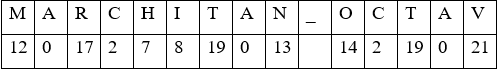 M A R C H I T A N _ O C T A V
12 0 17 2 7 8 19 0 13 14 2 19 0 21